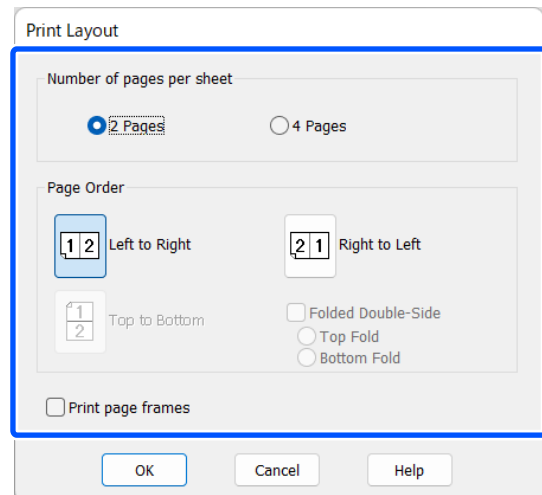 Print Layout
Number of pages per sheet
2 Pages
4 Pages
Page Order
1 2 Left to Right
2 1 Right to Left
1
2
Top to Bottom
Folded Double-Side
Top Fold
Bottom Fold
Print page frames
OK Cancel Help